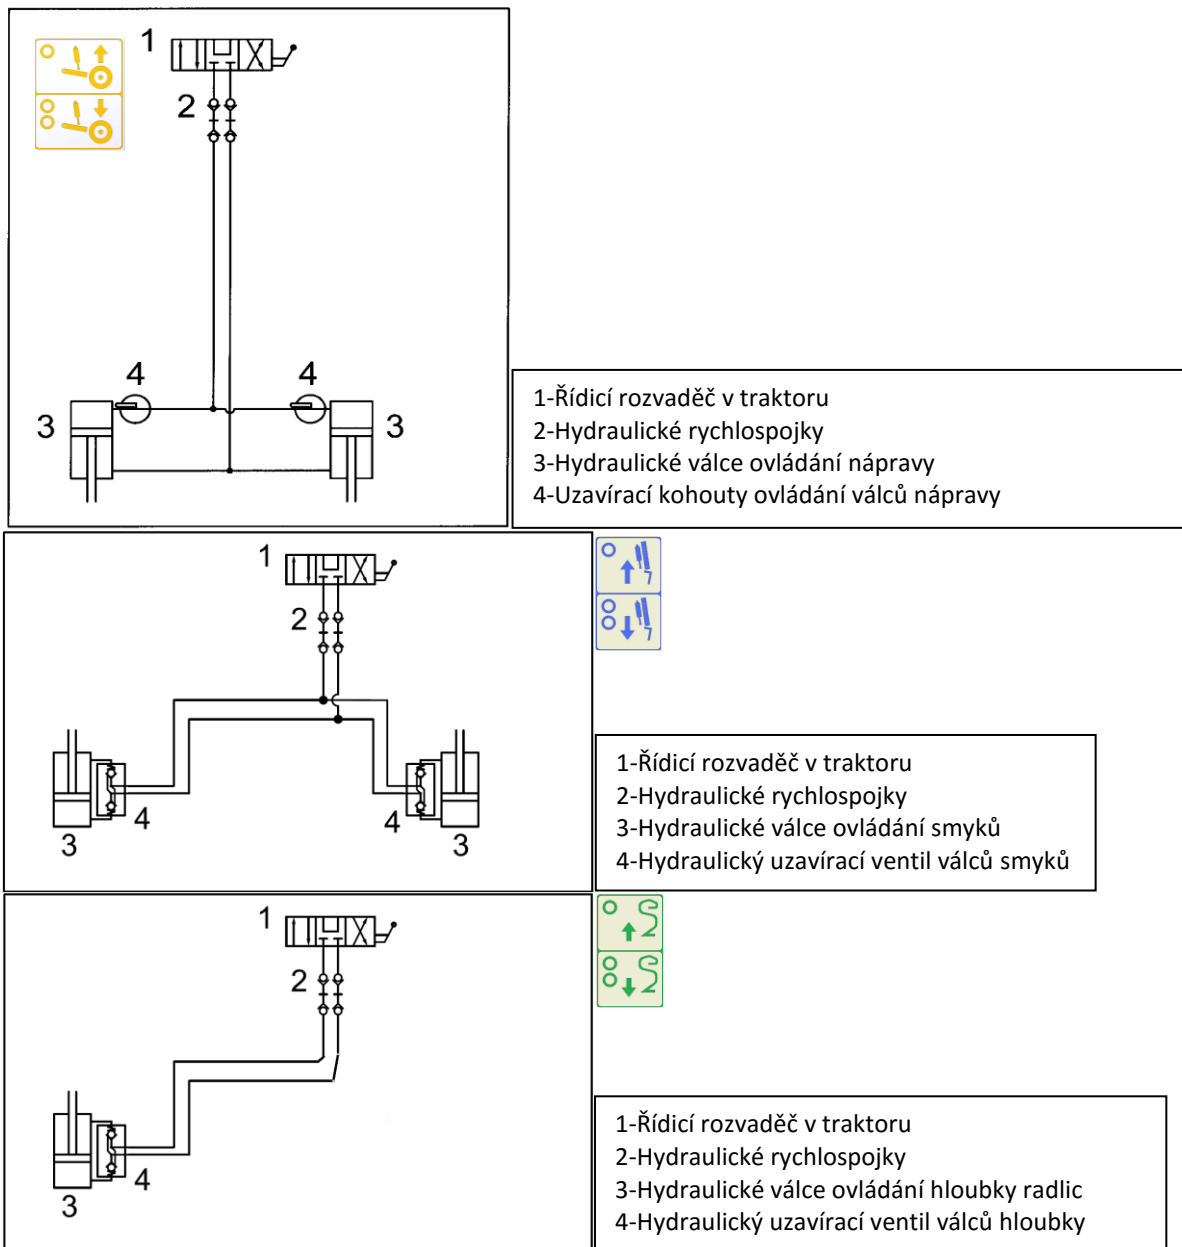 1
2
4 4
3 3
1-Řídicí rozvaděč v traktoru
2-Hydraulické rychlospojky
3-Hydraulické válce ovládání nápravy
4-Uzavírací kohouty ovládání válců nápravy
1
2
4 4
3 3
1-Řídicí rozvaděč v traktoru
2-Hydraulické rychlospojky
3-Hydraulické válce ovládání smyků
4-Hydraulický uzavírací ventil válců smyků
1
2
4
3
1-Řídicí rozvaděč v traktoru
2-Hydraulické rychlospojky
3-Hydraulické válce ovládání hloubky radlic
4-Hydraulický uzavírací ventil válců hloubky